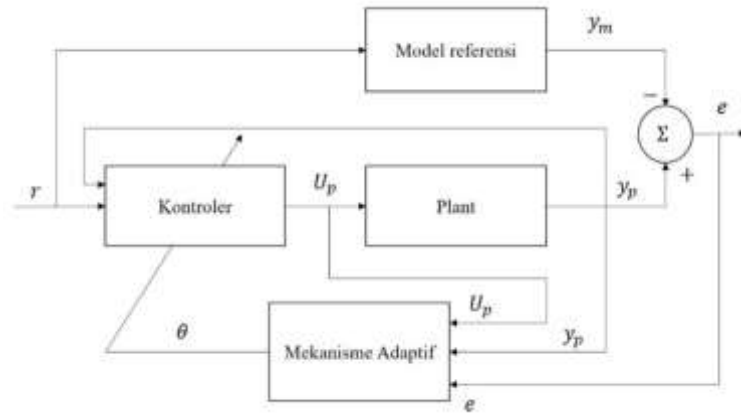 y_m
Model referensi
−
e
Σ
+
r
Kontroler
U_p
Plant
y_p
U_p
θ
Mekanisme Adaptif
y_p
e